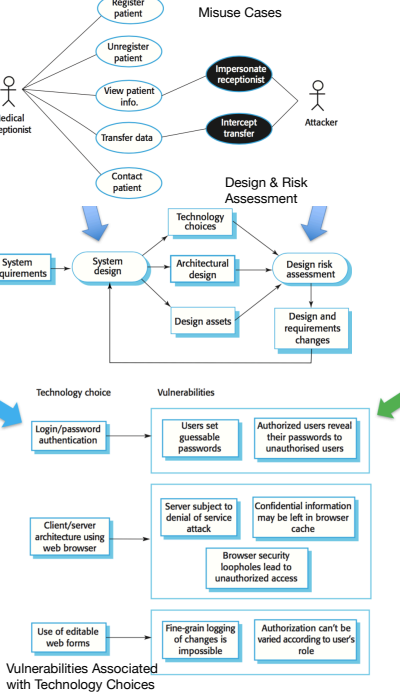 Register
patient
Misuse Cases
Unregister
patient
View patient
info.
Impersonate
receptionist
Transfer data
Intercept
transfer
Attacker
Contact
patient
Design & Risk
Assessment
Technology
choices
System
design
Architectural
design
Design risk
assessment
Design assets
Design and
requirements
changes
System
Technology choice
Vulnerabilities
Login/password
authentication
Users set
guessable
passwords
Authorized users reveal
their passwords to
unauthorised users
Client/server
architecture using
web browser
Server subject to
denial of service
attack
Confidential information
may be left in browser
cache
Browser security
loopholes lead to
unauthorized access
Use of editable
web forms
Fine-grain logging
of changes is
impossible
Authorization can't be
varied according to user's
role
Vulnerabilities Associated
with Technology Choices